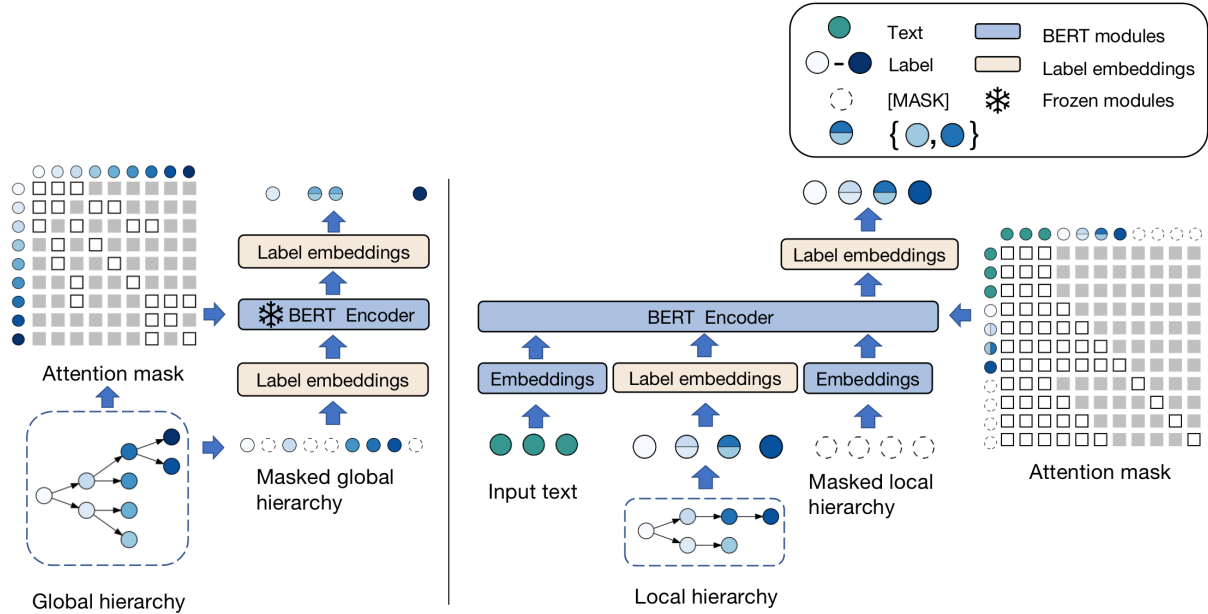 Text
BERT modules
Label
Label embeddings
[MASK]
Frozen modules
{ , }
Label embeddings
BERT Encoder
Label embeddings
Attention mask
Masked global
hierarchy
Global hierarchy
Label embeddings
BERT Encoder
Embeddings
Label embeddings
Embeddings
Input text
Masked local
hierarchy
Local hierarchy
Attention mask